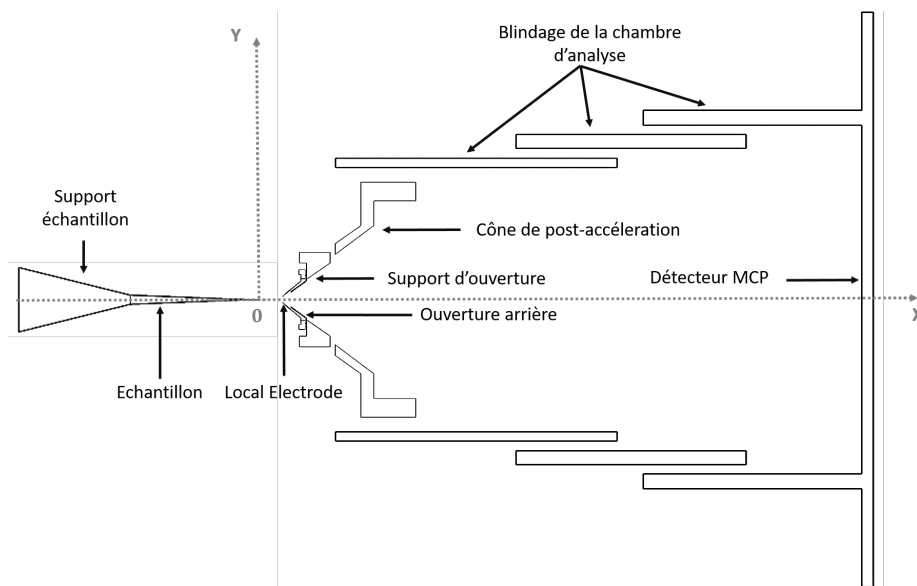 Y
Blindage de la chambre
d'analyse
Support
échantillon
Cône de post-accéleration
Support d'ouverture
Détecteur MCP
0
X
Ouverture arrière
Echantillon
Local Electrode